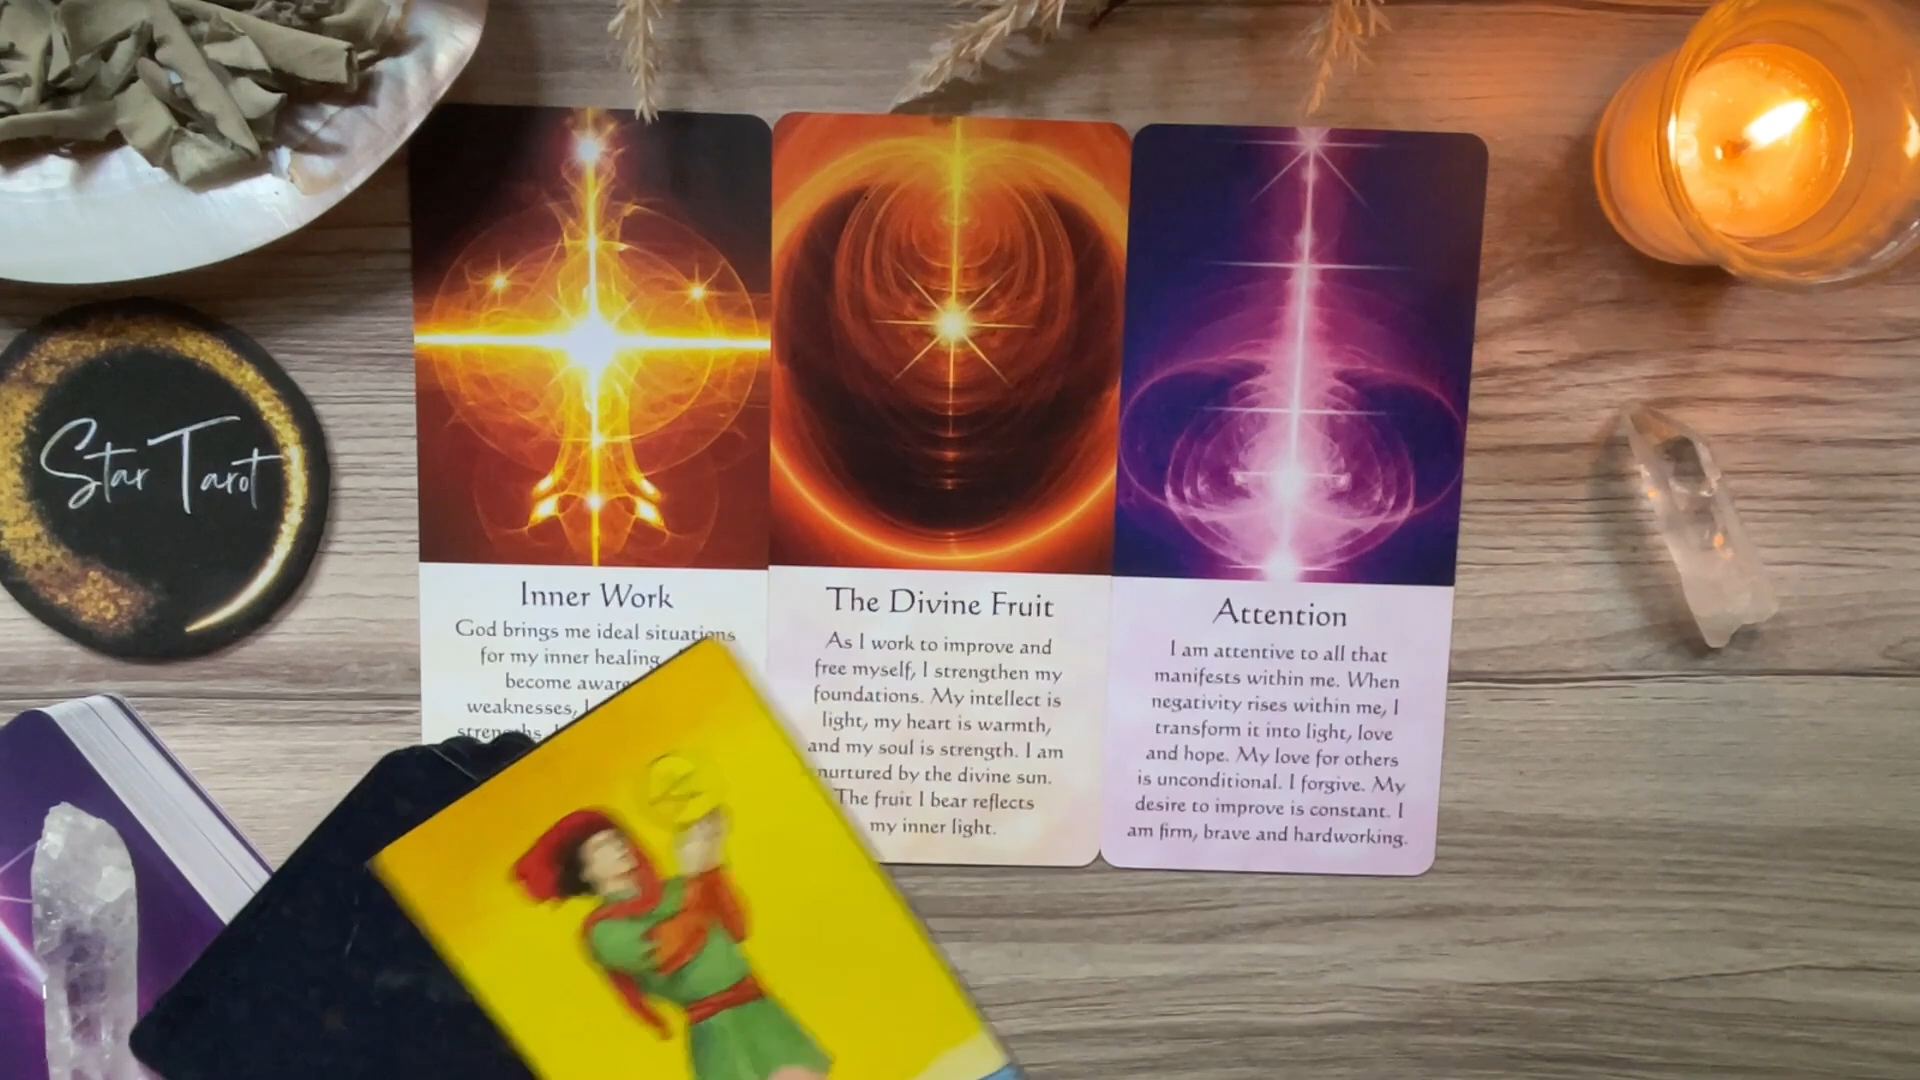 Star Tarot
Inner Work
God brings me ideal situations
for my inner healing.
become
weaknesses,
The Divine Fruit
As I work to improve and
free myself, I strengthen my
foundations. My intellect is
light, my heart is warmth,
and my soul is strength. I am
nurtured by the divine sun.
The fruit I bear reflects
my inner light.
Attention
I am attentive to all that
manifests within me. When
negativity rises within me, I
transform it into light, love
and hope. My love for others
is unconditional. I forgive. My
desire to improve is constant. I
am firm, brave and hardworking.